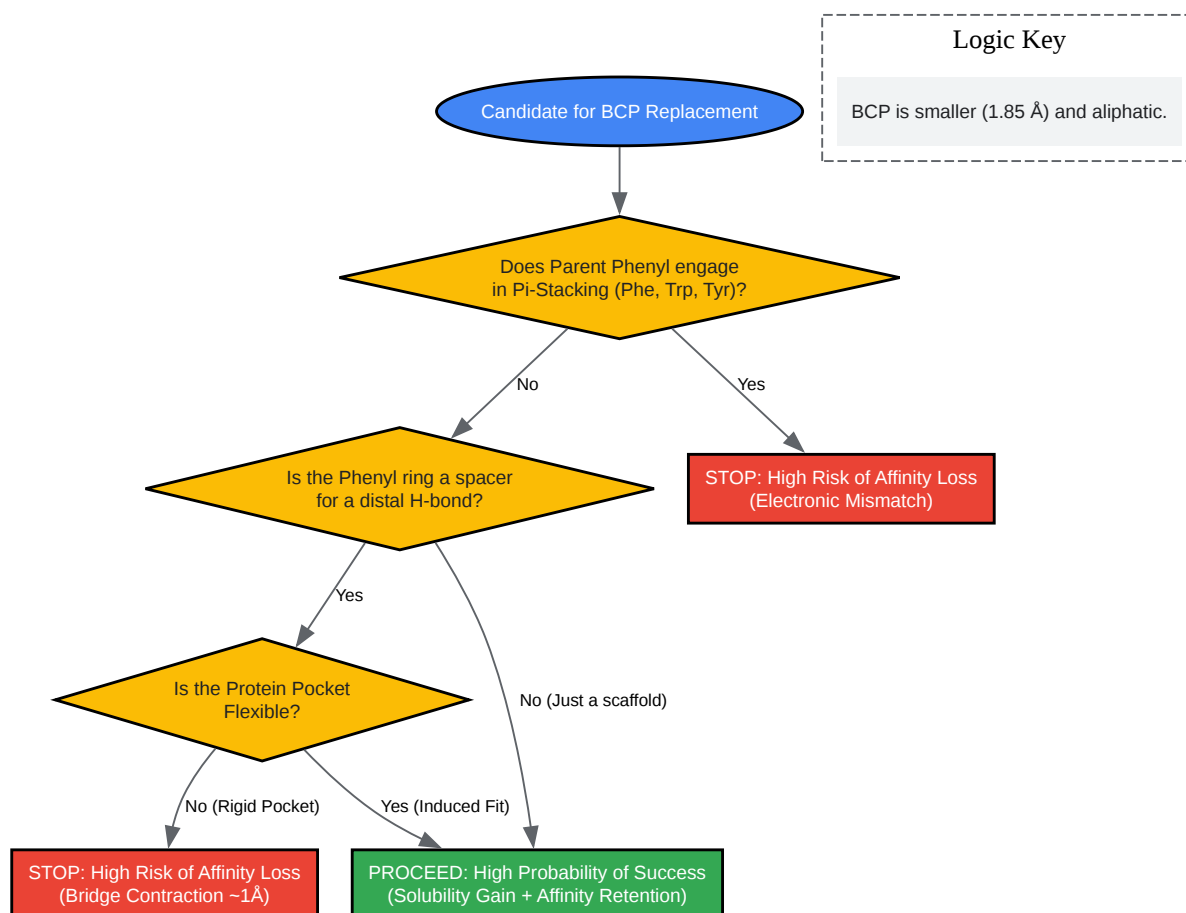 Logic Key
BCP is smaller (1.85 Å) and aliphatic.
Candidate for BCP Replacement
Does Parent Phenyl engage
in Pi-Stacking (Phe, Trp, Tyr)?
No
Yes
Is the Phenyl ring a spacer
for a distal H-bond?
STOP: High Risk of Affinity Loss
(Electronic Mismatch)
Yes
No (Just a scaffold)
Is the Protein Pocket
Flexible?
No (Rigid Pocket)
Yes (Induced Fit)
STOP: High Risk of Affinity Loss
(Bridge Contraction ~1Å)
PROCEED: High Probability of Success
(Solubility Gain + Affinity Retention)